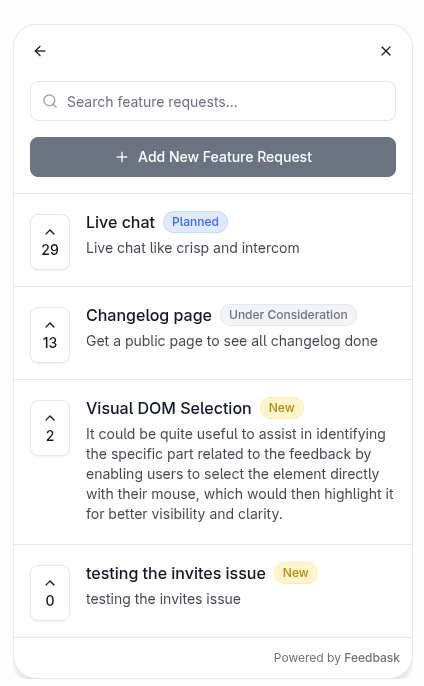 Search feature requests...
Add New Feature Request
Live chat Planned
29
Live chat like crisp and intercom
Changelog page Under Consideration
13
Get a public page to see all changelog done
Visual DOM Selection New
2
It could be quite useful to assist in identifying
the specific part related to the feedback by
enabling users to select the element directly
with their mouse, which would then highlight it
for better visibility and clarity.
testing the invites issue New
0
testing the invites issue
Powered by Feedbask